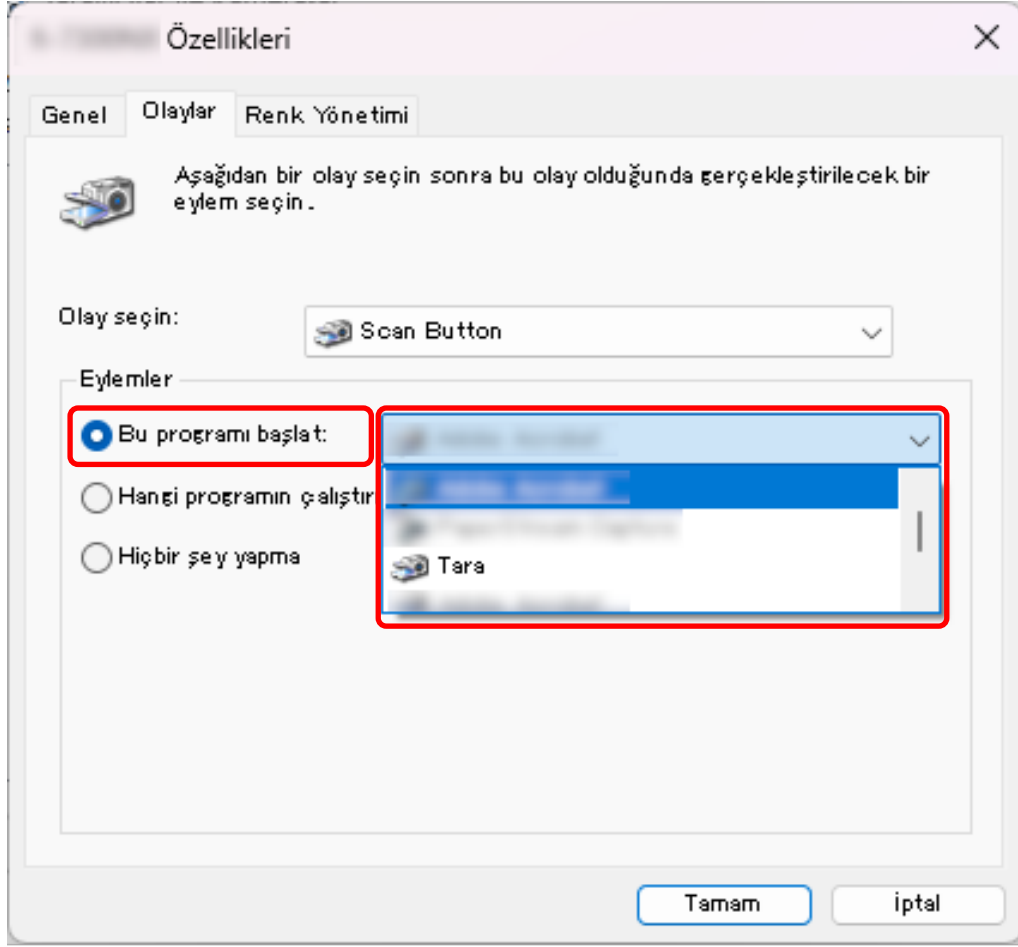 Özellikleri
Genel
Olaylar
Renk Yönetimi
Aşağıdan bir olay seçin sonra bu olay olduğunda gerçekleştirilecek bir
eylem seçin.
Olay seçin:
Scan Button
Eylemler
Bu programı başlat:
Hangi programın çalıştır
Hiçbir şey yapma
Tara
Tamam
İptal